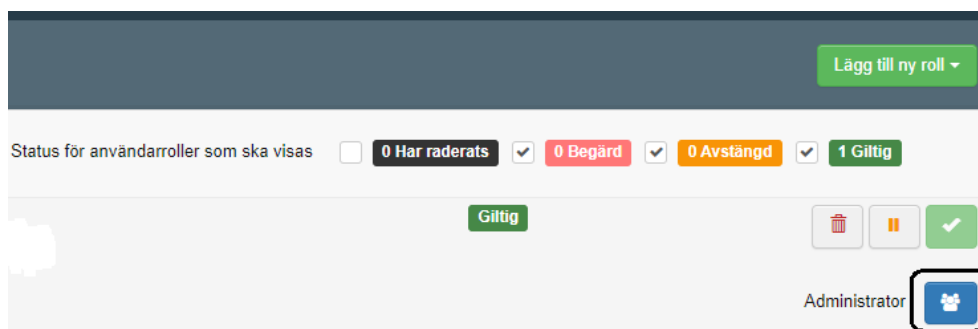 Lägg till ny roll
Status för användarroller som ska visas 0 Har raderats 0 Begärd 0 Avstängd 1 Giltig
Giltig
Administrator